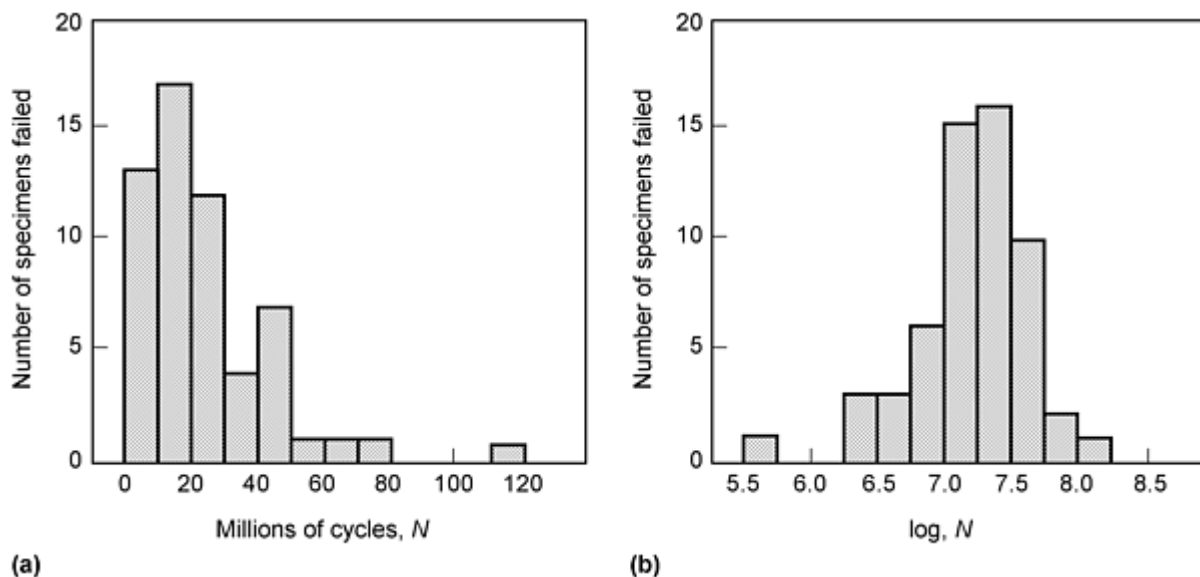 20
15
10
5
0
Number of specimens failed
0 20 40 60 80 100 120
Millions of cycles, N
(a)
20
15
10
5
0
Number of specimens failed
5.5 6.0 6.5 7.0 7.5 8.0 8.5
log, N
(b)